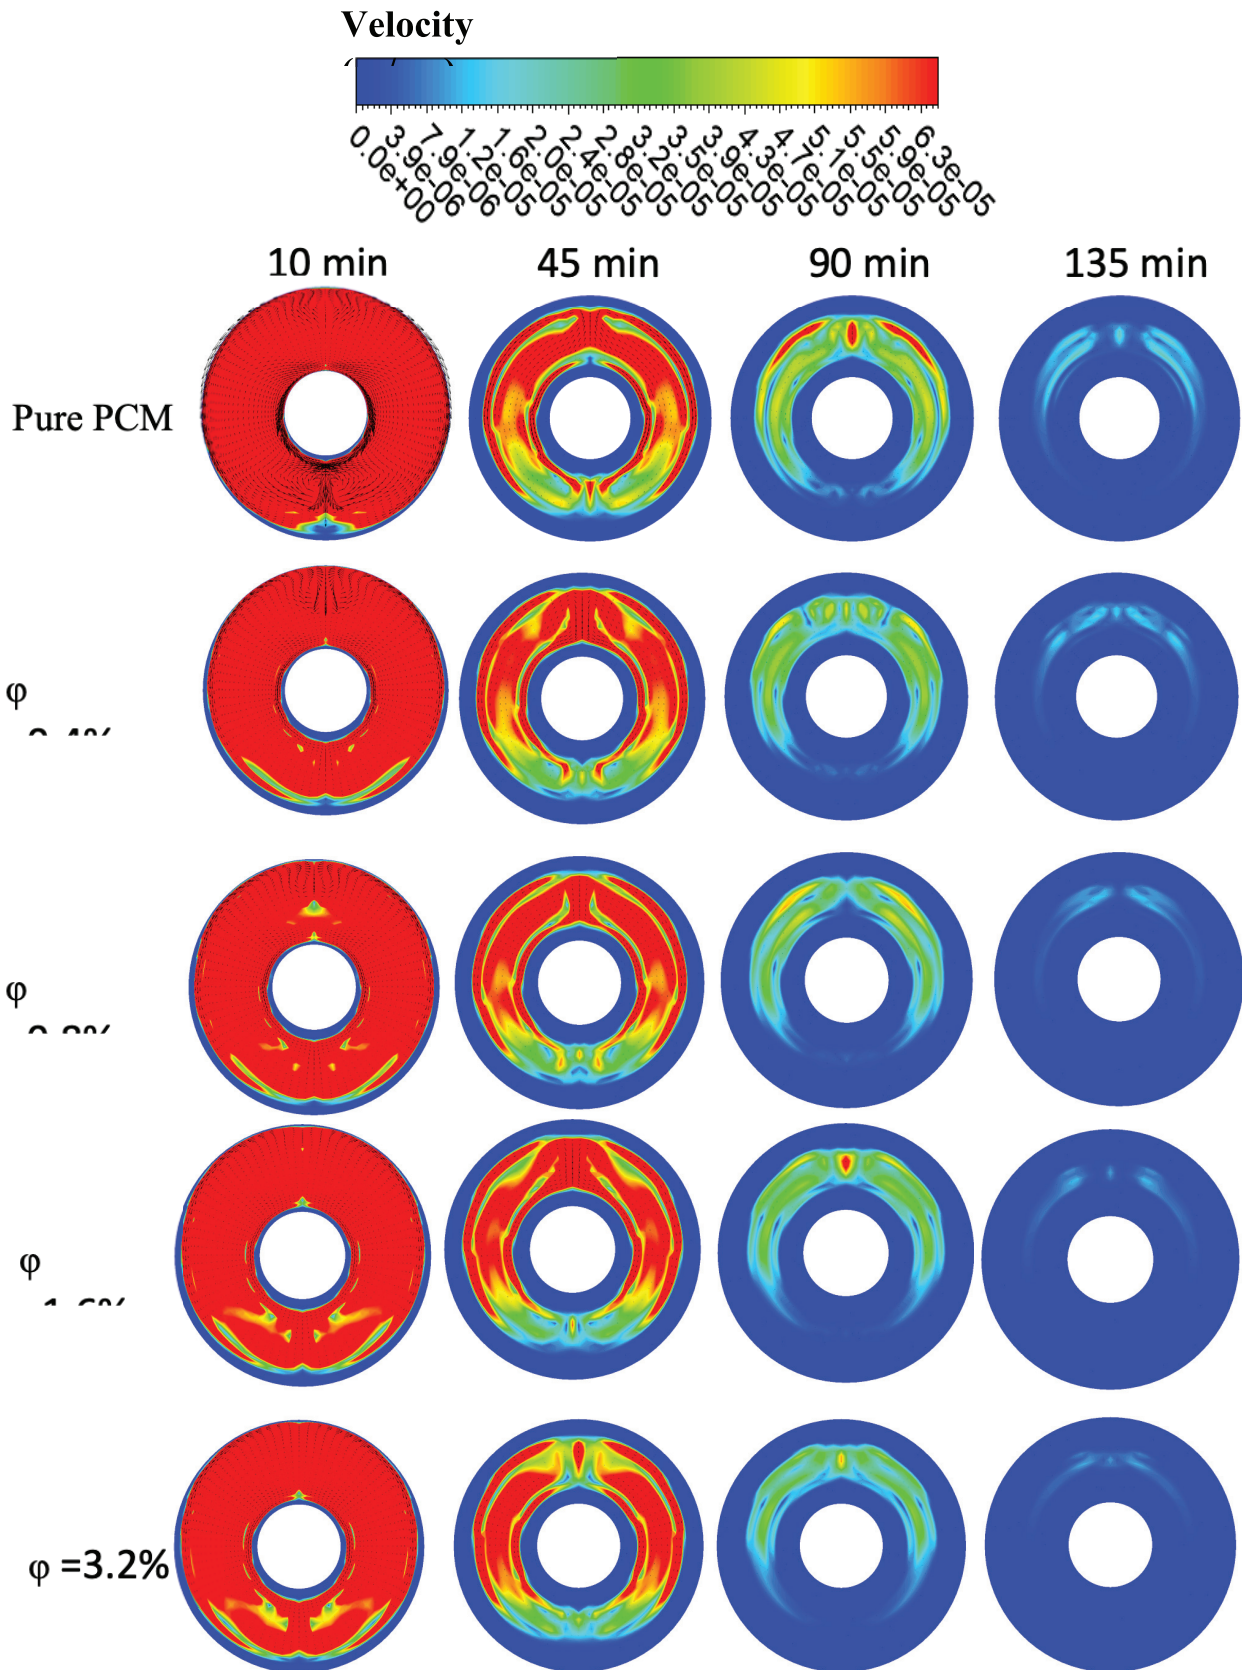 Velocity
0.0e+00
3.9e-06
7.9e-06
1.2e-05
1.6e-05
2.0e-05
2.4e-05
2.8e-05
3.2e-05
3.5e-05
3.9e-05
4.3e-05
4.7e-05
5.1e-05
5.5e-05
5.9e-05
6.3e-05
10 min 45 min 90 min 135 min
Pure PCM
φ
φ
φ
φ =3.2%